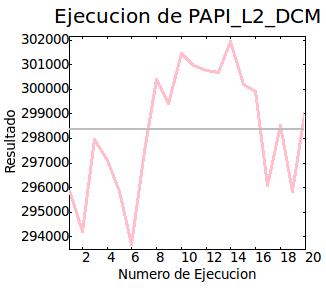 Ejecucion de PAPI_L2_DCM
302000
301000
300000
299000
298000
297000
296000
295000
294000
Resultado
2 4 6 8 10 12 14 16 18 20
Numero de Ejecucion